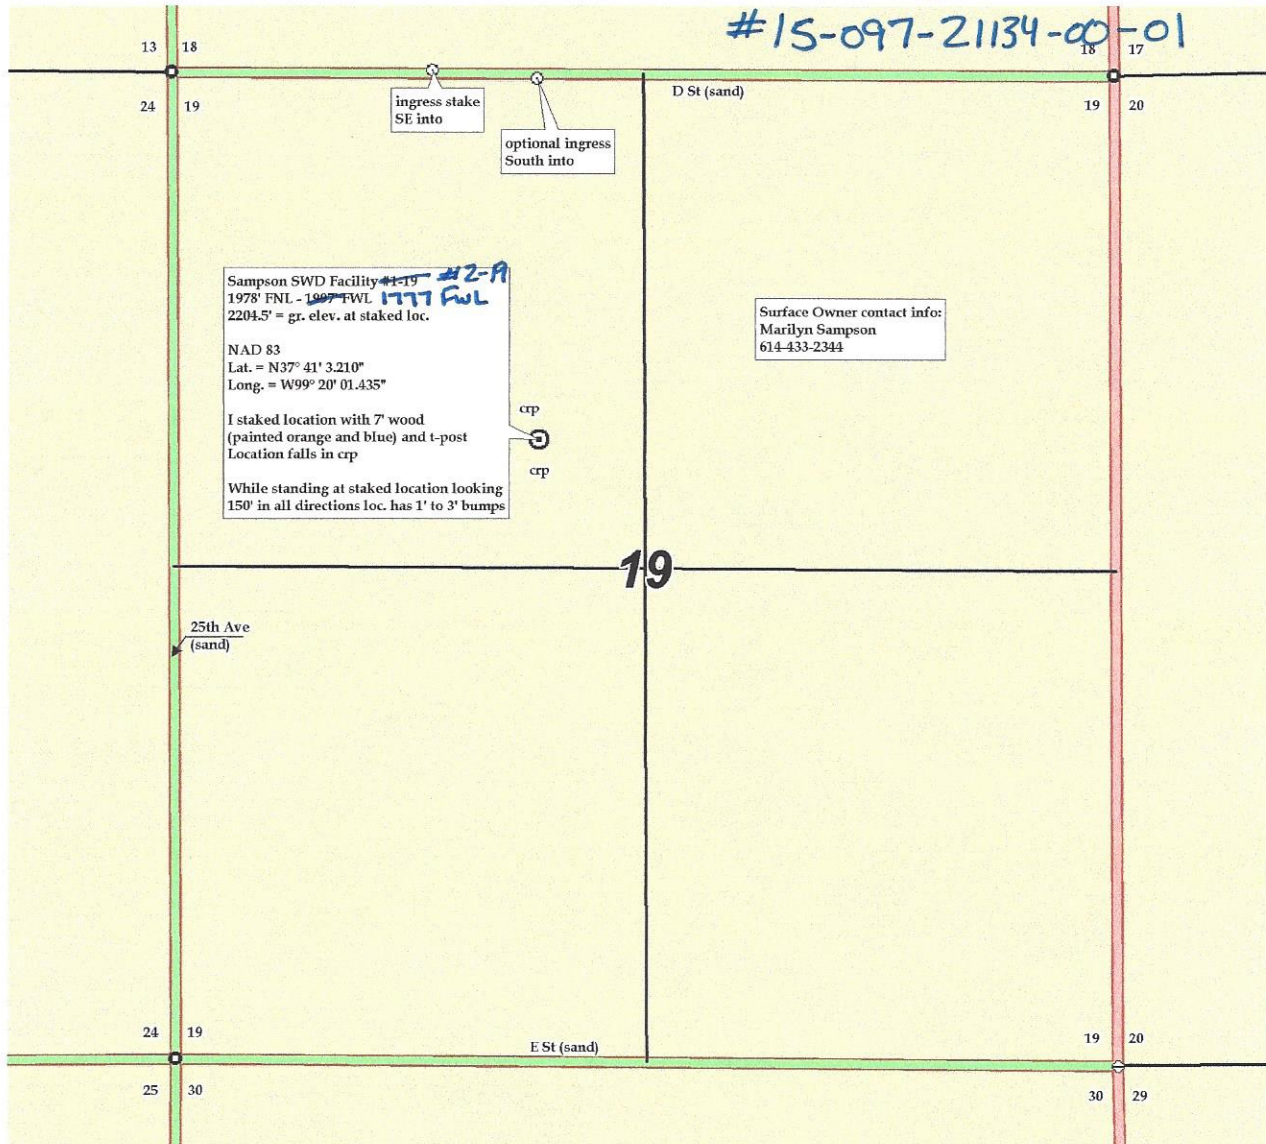 #15-097-21134-00-01
13 18
18 17
24 19
19 20
ingress stake
SE into
D St (sand)
optional ingress
South into
Sampson SWD Facility #1-19 #2-19
1978' FNL - 1997' FWL 1777 FWL
2204.5' = gr. elev. at staked loc.
NAD 83
Lat. = N37° 41' 3.210"
Long. = W99° 20' 01.435"
I staked location with 7' wood
(painted orange and blue) and t-post
Location falls in crp
While standing at staked location looking
150' in all directions loc. has 1' to 3' bumps
Surface Owner contact info:
Marilyn Sampson
614-433-2344
crp
crp
19
25th Ave
(sand)
24 19
E St (sand)
19 20
25 30
30 29